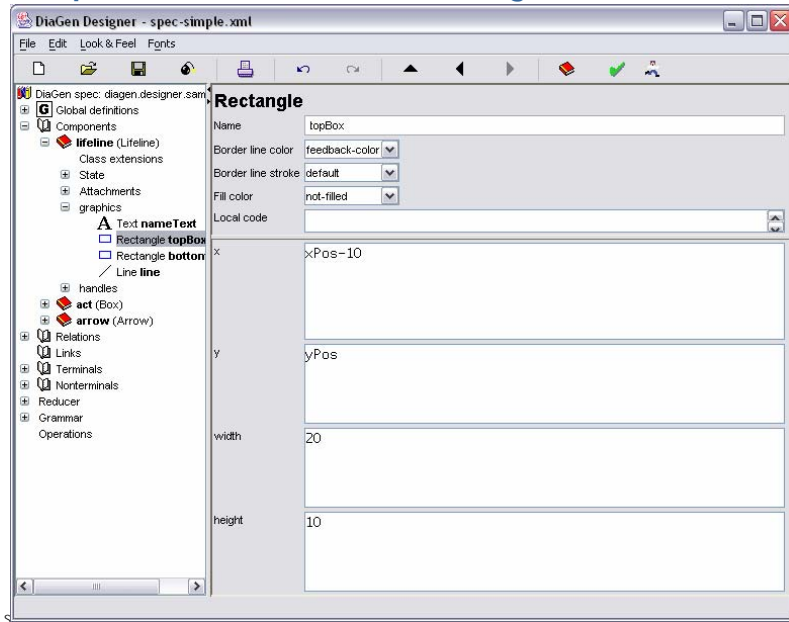 DiaGen Designer - spec-simple.xml
File Edit Look & Feel Fonts
DiaGen spec: diagen.designer.sam
G Global definitions
Components
lifeline (Lifeline)
Class extensions
State
Attachments
graphics
A Text nameText
Rectangle topBox
Rectangle bottom
Line line
handles
act (Box)
arrow (Arrow)
Relations
Links
Terminals
Nonterminals
Reducer
Grammar
Operations
Rectangle
Name topBox
Border line color feedback-color
Border line stroke default
Fill color not-filled
Local code
x xPos-10
y yPos
width 20
height 10